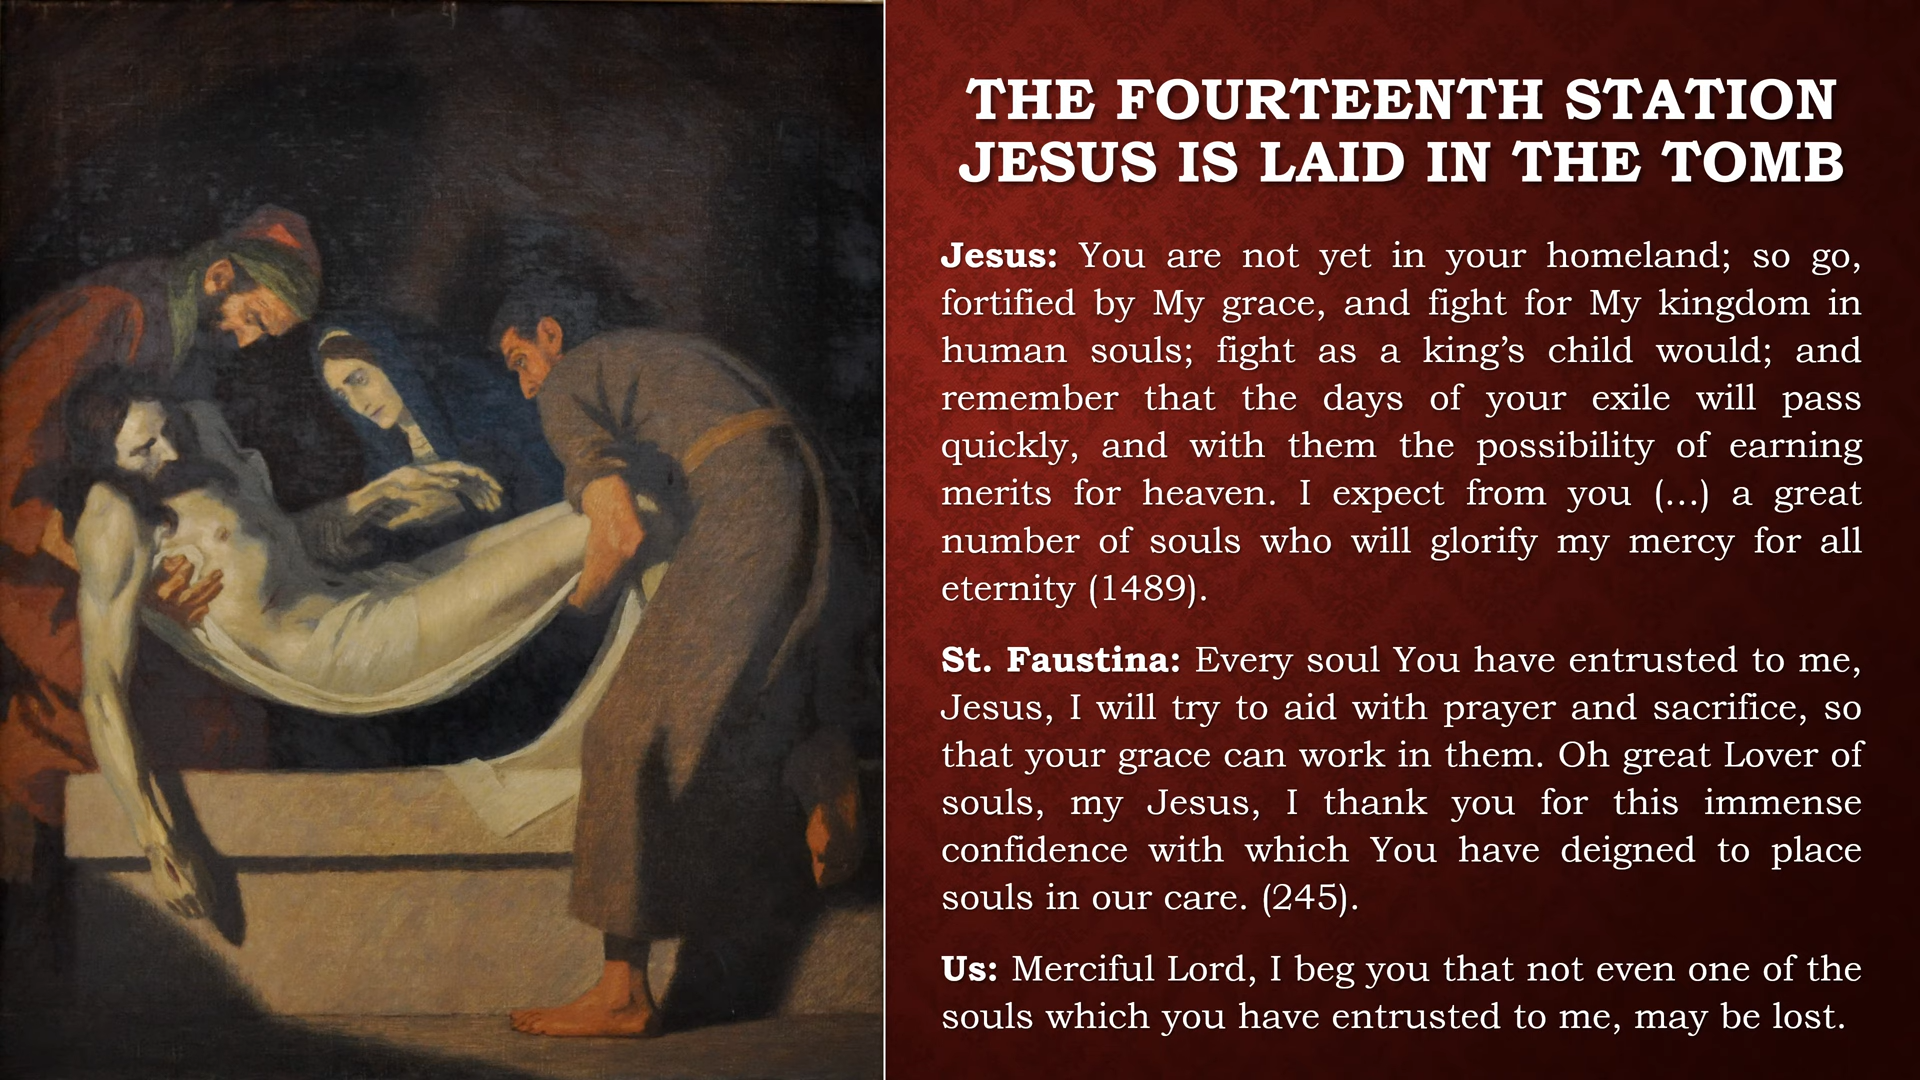 THE FOURTEENTH STATION
JESUS IS LAID IN THE TOMB
Jesus: You are not yet in your homeland; so go,
fortified by My grace, and fight for My kingdom in
human souls; fight as a king’s child would; and
remember that the days of your exile will pass
quickly, and with them the possibility of earning
merits for heaven. I expect from you (…) a great
number of souls who will glorify my mercy for all
eternity (1489).
St. Faustina: Every soul You have entrusted to me,
Jesus, I will try to aid with prayer and sacrifice, so
that your grace can work in them. Oh great Lover of
souls, my Jesus, I thank you for this immense
confidence with which You have deigned to place
souls in our care. (245).
Us: Merciful Lord, I beg you that not even one of the
souls which you have entrusted to me, may be lost.